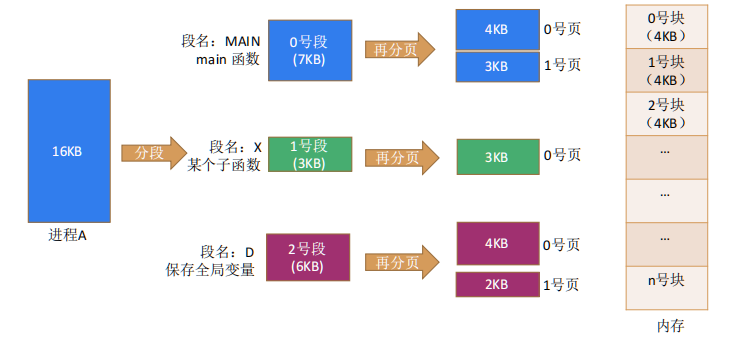 16KB
进程A
分段
段名：MAIN
main 函数
0号段
(7KB)
再分页
4KB
0号页
3KB
1号页
段名：X
某个子函数
1号段
(3KB)
再分页
3KB
0号页
段名：D
保存全局变量
2号段
(6KB)
再分页
4KB
0号页
2KB
1号页
0号块
（4KB）
1号块
（4KB）
2号块
（4KB）
...
...
...
n号块
内存